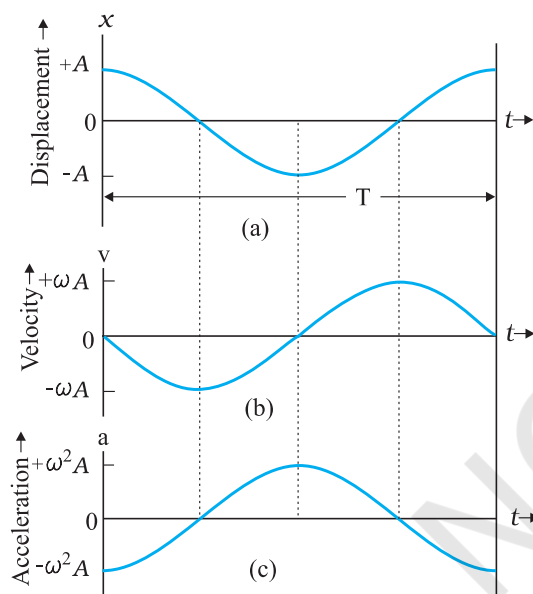 x
Displacement →
+A
0
-A
t→
T
(a)
v
Velocity→
+ωA
0
-ωA
t→
(b)
a
Acceleration→
+ω²A
0
-ω²A
t→
(c)